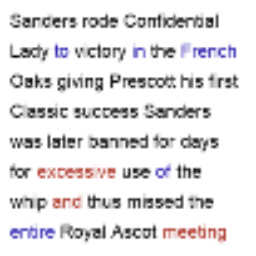 Sanders rode Confidential
Lady to victory in the French
Oaks giving Prescott his first
Classic success Sanders
was later banned for days
for excessive use of the
whip and thus missed the
entire Royal Ascot meeting